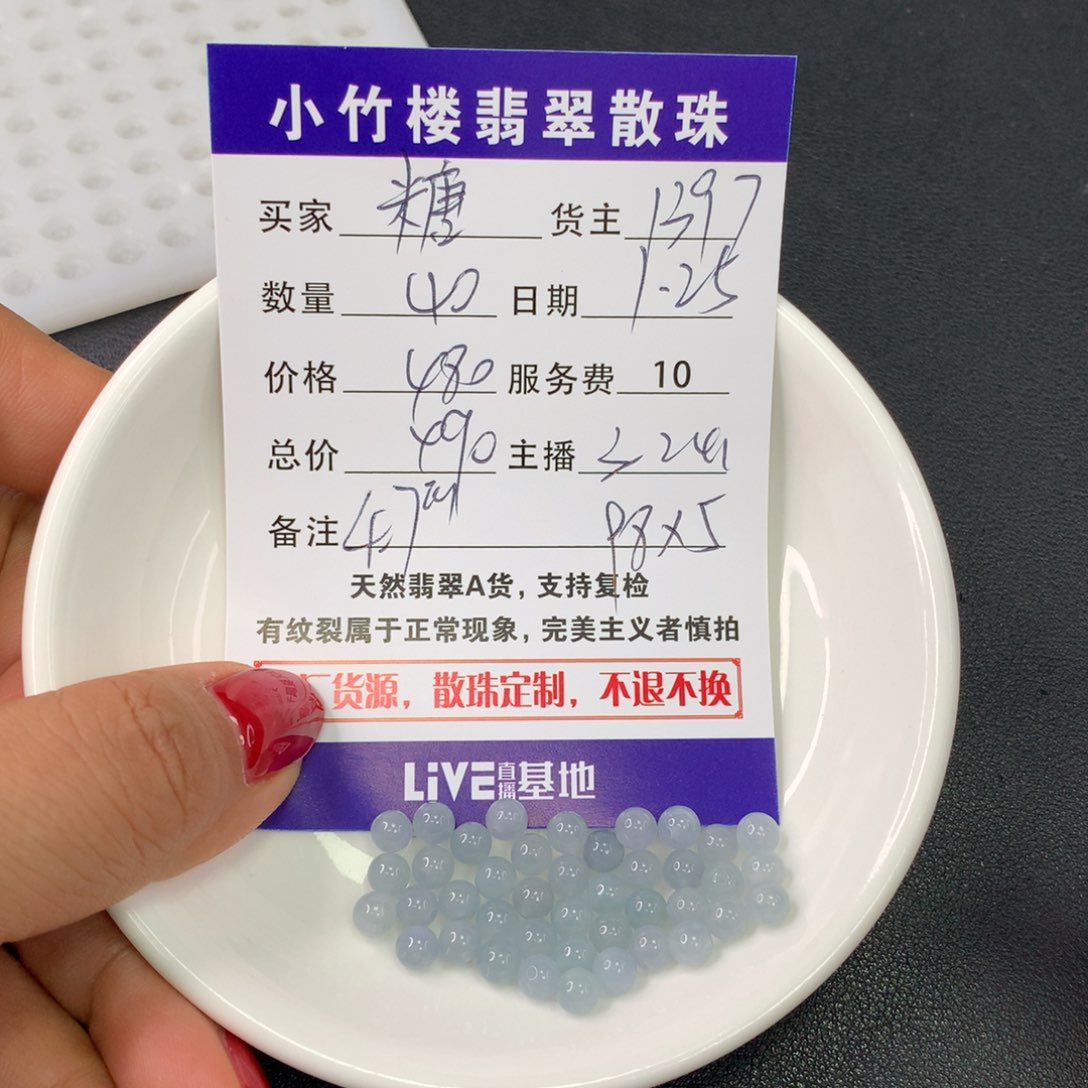 小竹楼翡翠散珠
买家 糖 货主 1397
数量 40 日期 1.25
价格 480 服务费 10
总价 490 主播
备注 4.7 98×5
天然翡翠A货，支持复检
有纹裂属于正常现象，完美主义者慎拍
货源，散珠定制，不退不换
LiVE直播基地